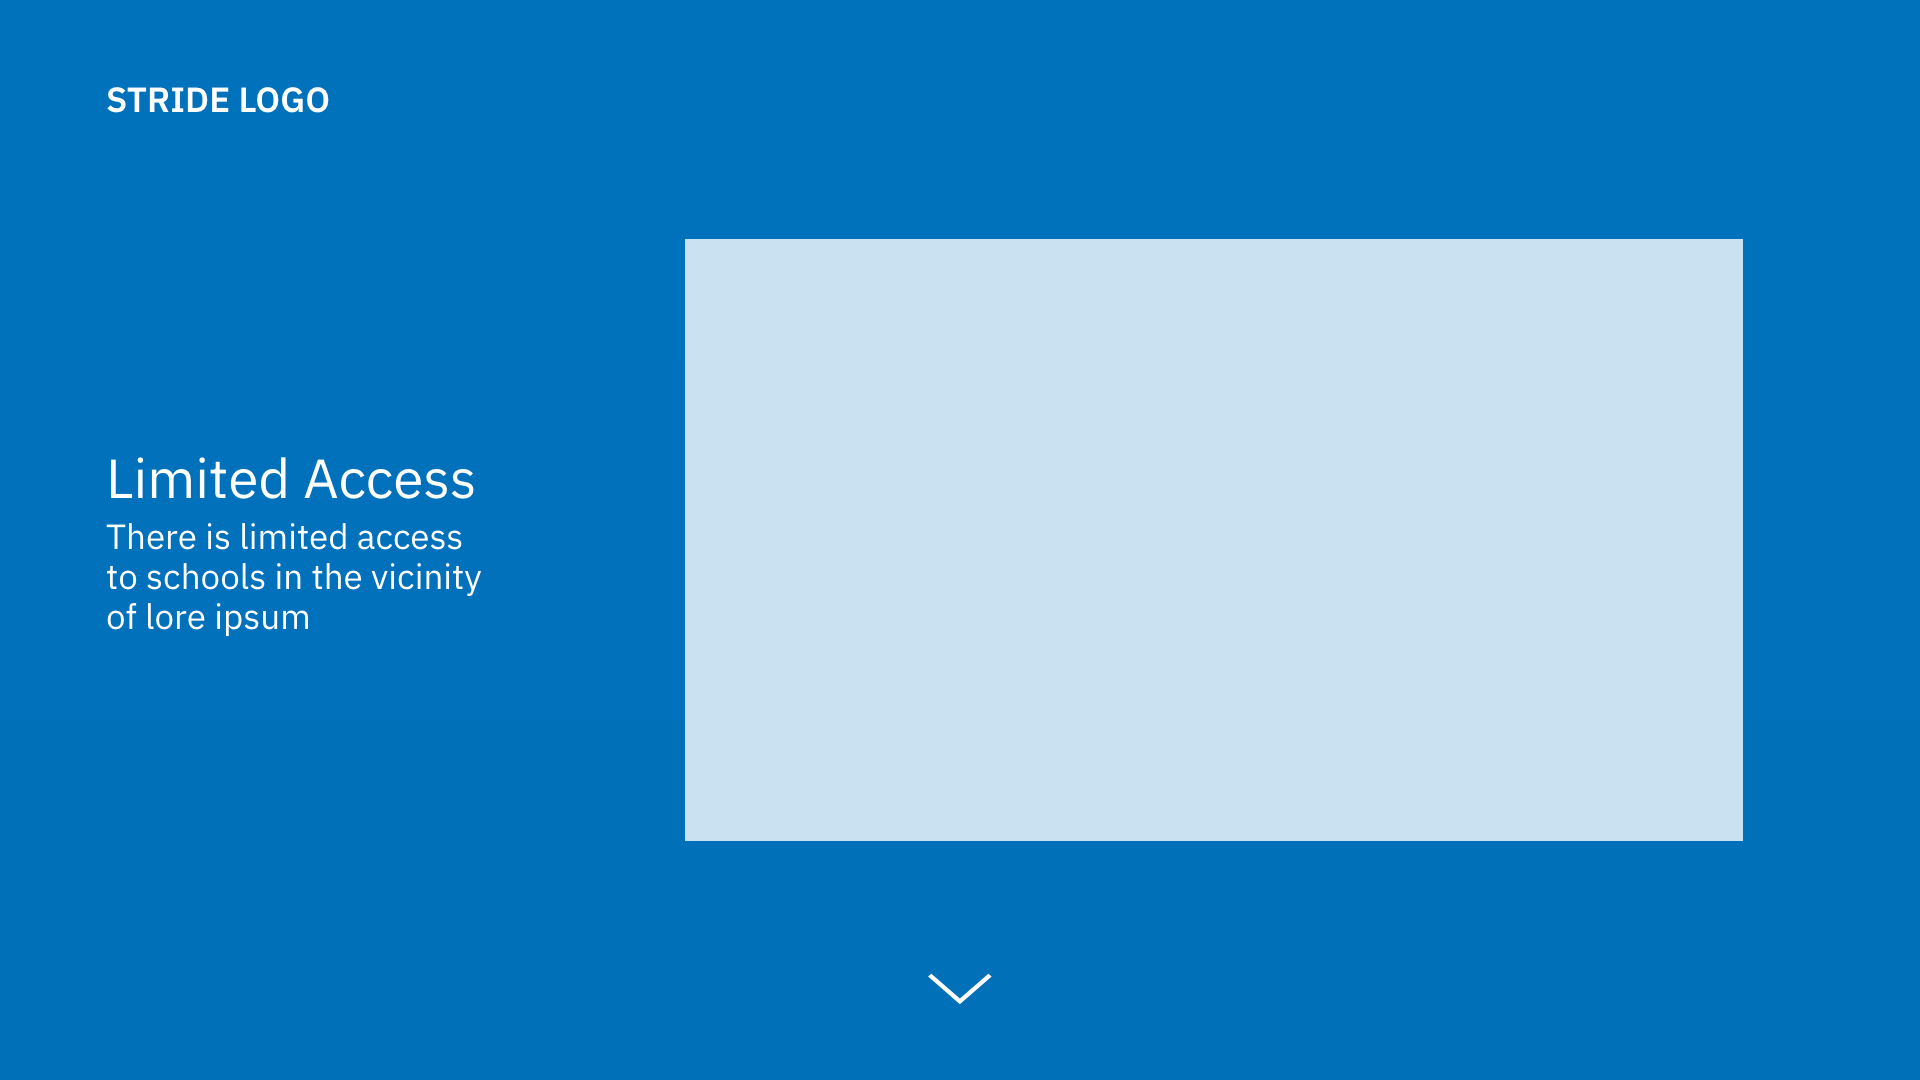 STRIDE LOGO
Limited Access
There is limited access
to schools in the vicinity
of lore ipsum